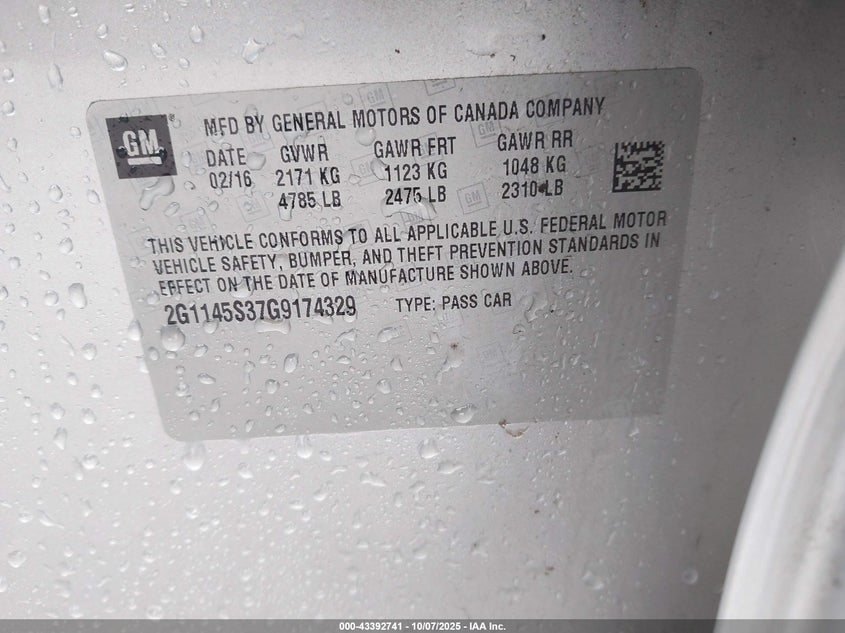 GM
®
MFD BY GENERAL MOTORS OF CANADA COMPANY
DATE GVWR GAWR FRT GAWR RR
02/16 2171 KG 1123 KG 1048 KG
4785 LB 2475 LB 2310 LB
THIS VEHICLE CONFORMS TO ALL APPLICABLE U.S. FEDERAL MOTOR
VEHICLE SAFETY, BUMPER, AND THEFT PREVENTION STANDARDS IN
EFFECT ON THE DATE OF MANUFACTURE SHOWN ABOVE.
2G1145S37G9174329 TYPE: PASS CAR
000-43392741 - 10/07/2025 - IAA Inc.